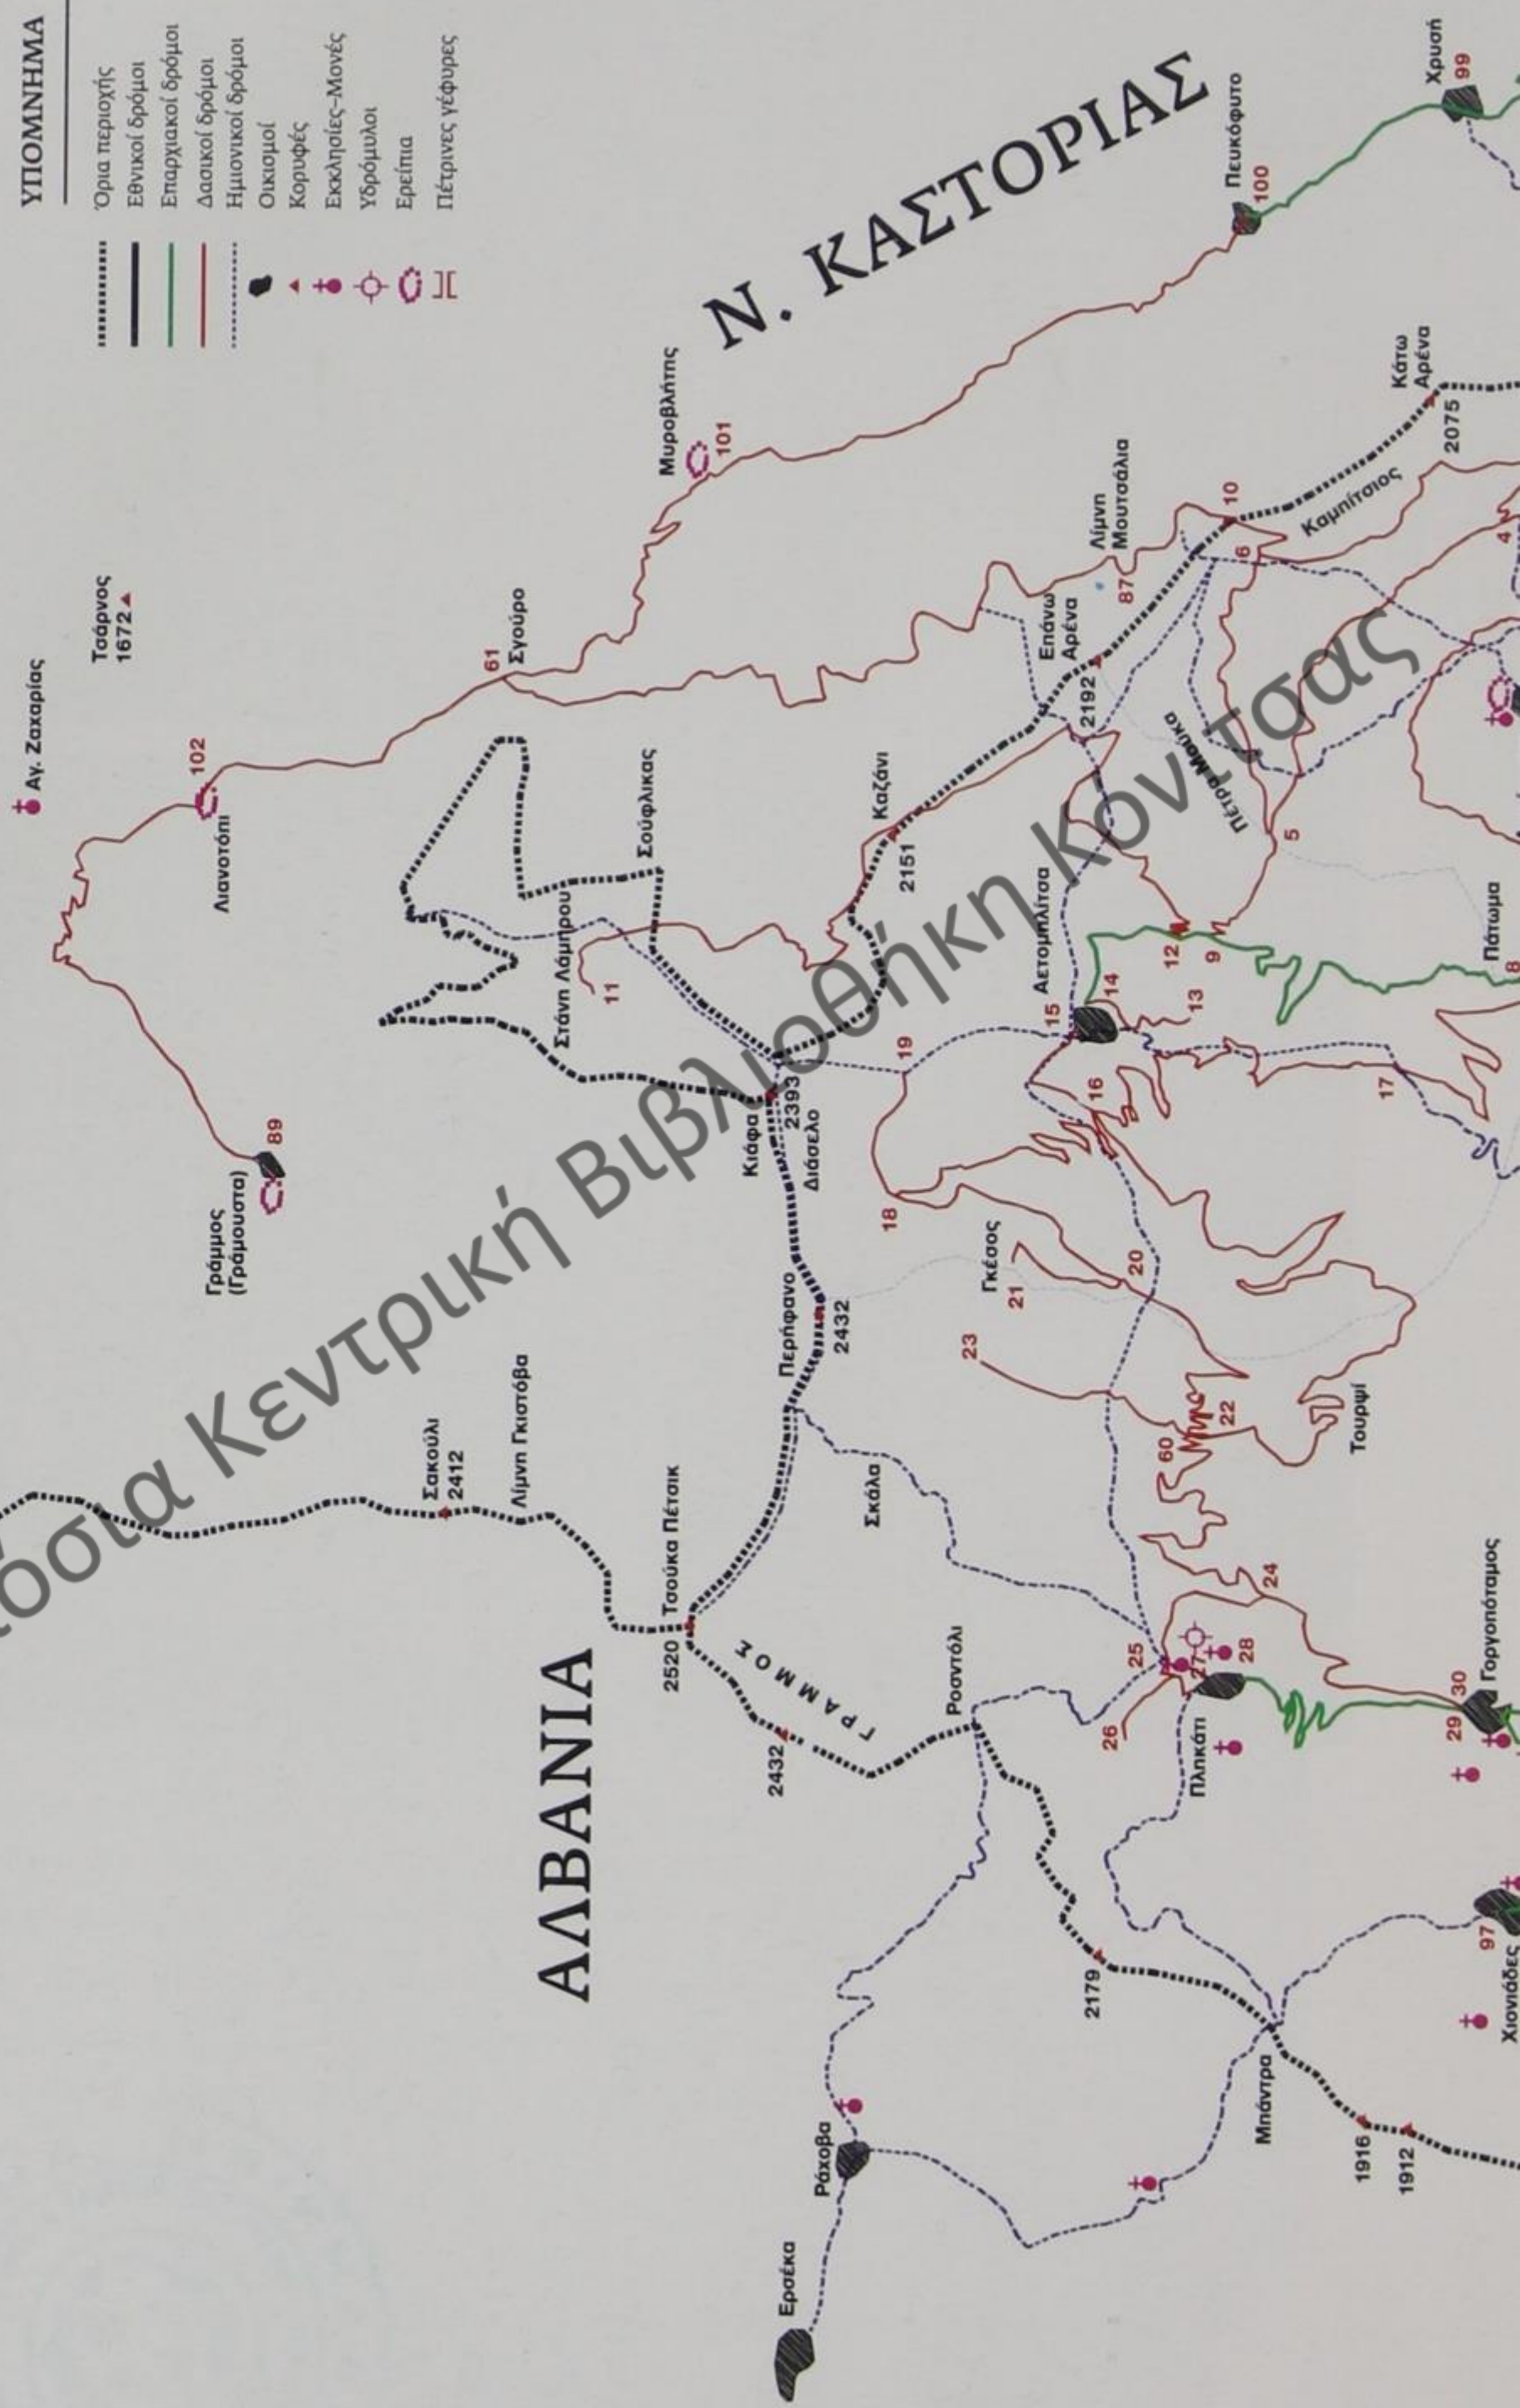 ΥΠΟΜΝΗΜΑ
Όρια περιοχής
Εθνικοί δρόμοι
Επαρχιακοί δρόμοι
Δασικοί δρόμοι
Ημιονικοί δρόμοι
Οικισμοί
Κορυφές
Εκκλησίες–Μονές
Υδρόμυλοι
Ερείπια
Πέτρινες γέφυρες
Αγ. Ζαχαρίας
Τσάρνος
1672
102
Λιανοτόπι
Γράμμος
(Γράμουστα)
89
61
Σγούρο
Μυροβλήτης
101
Ν. ΚΑΣΤΟΡΙΑΣ
Πευκόφυτο
100
Χρυσή
99
Σούφλικας
Στάνη Λάμπρου
11
Σακούλι
2412
Λίμνη Γκιστόβα
Καζάνι
2151
Επάνω
Αρένα
2192
Λίμνη
Μουτσάλια
87
10
6
Καμπίτσιος
Κάτω
Αρένα
2075
4
Πέτρα Μούκα
5
Κιάφα
2393
Διάσελο
19
18
Αετομηλίτσα
15
14
12
9
13
16
17
Πάτωμα
8
Περήφανο
2432
Γκέσος
21
20
23
22
60
Τουρψί
Τσούκα Πέτσικ
2520
Σκάλα
ΓΡΑΜΜΟΣ
2432
Ροσντόλι
ΑΛΒΑΝΙΑ
24
25
27
28
26
Πληκάτι
30
29
Γοργοπόταμος
2179
Μπάντρα
1916
1912
97
Χιονιάδες
Ράχοβα
Ερσέκα
όσια Κεντρική Βιβλιοθήκη Κόνιτσας